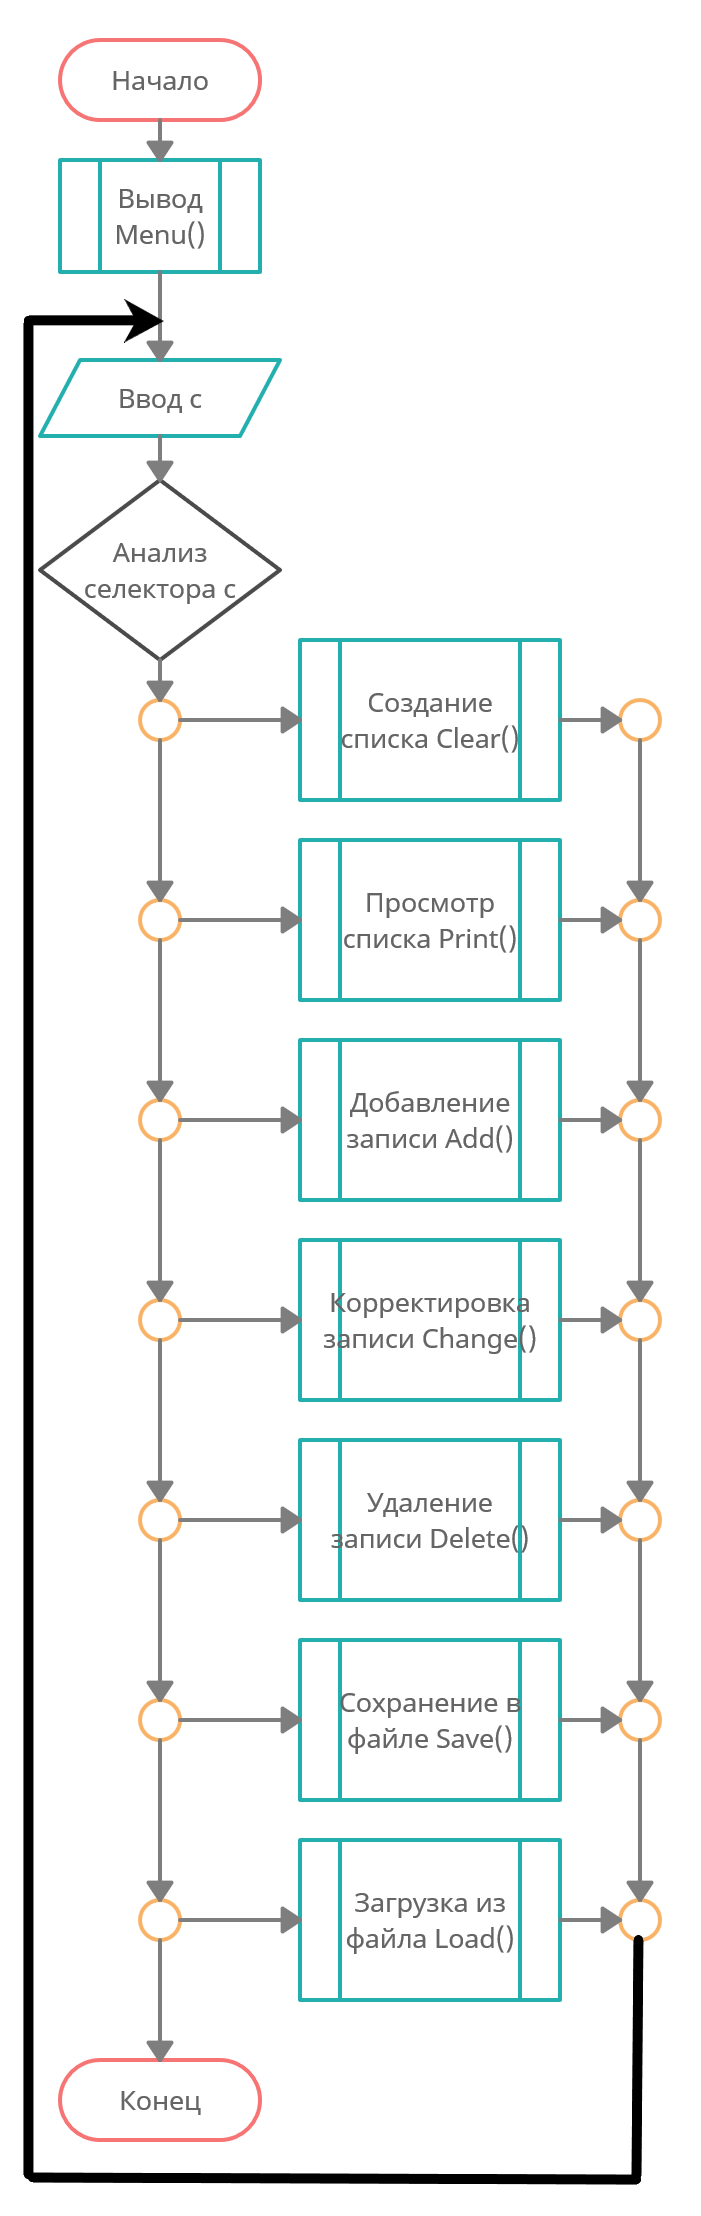 Начало
Вывод
Menu()
Ввод с
Анализ
селектора с
Создание
списка Clear()
Просмотр
списка Print()
Добавление
записи Add()
Корректировка
записи Change()
Удаление
записи Delete()
Сохранение в
файле Save()
Загрузка из
файла Load()
Конец